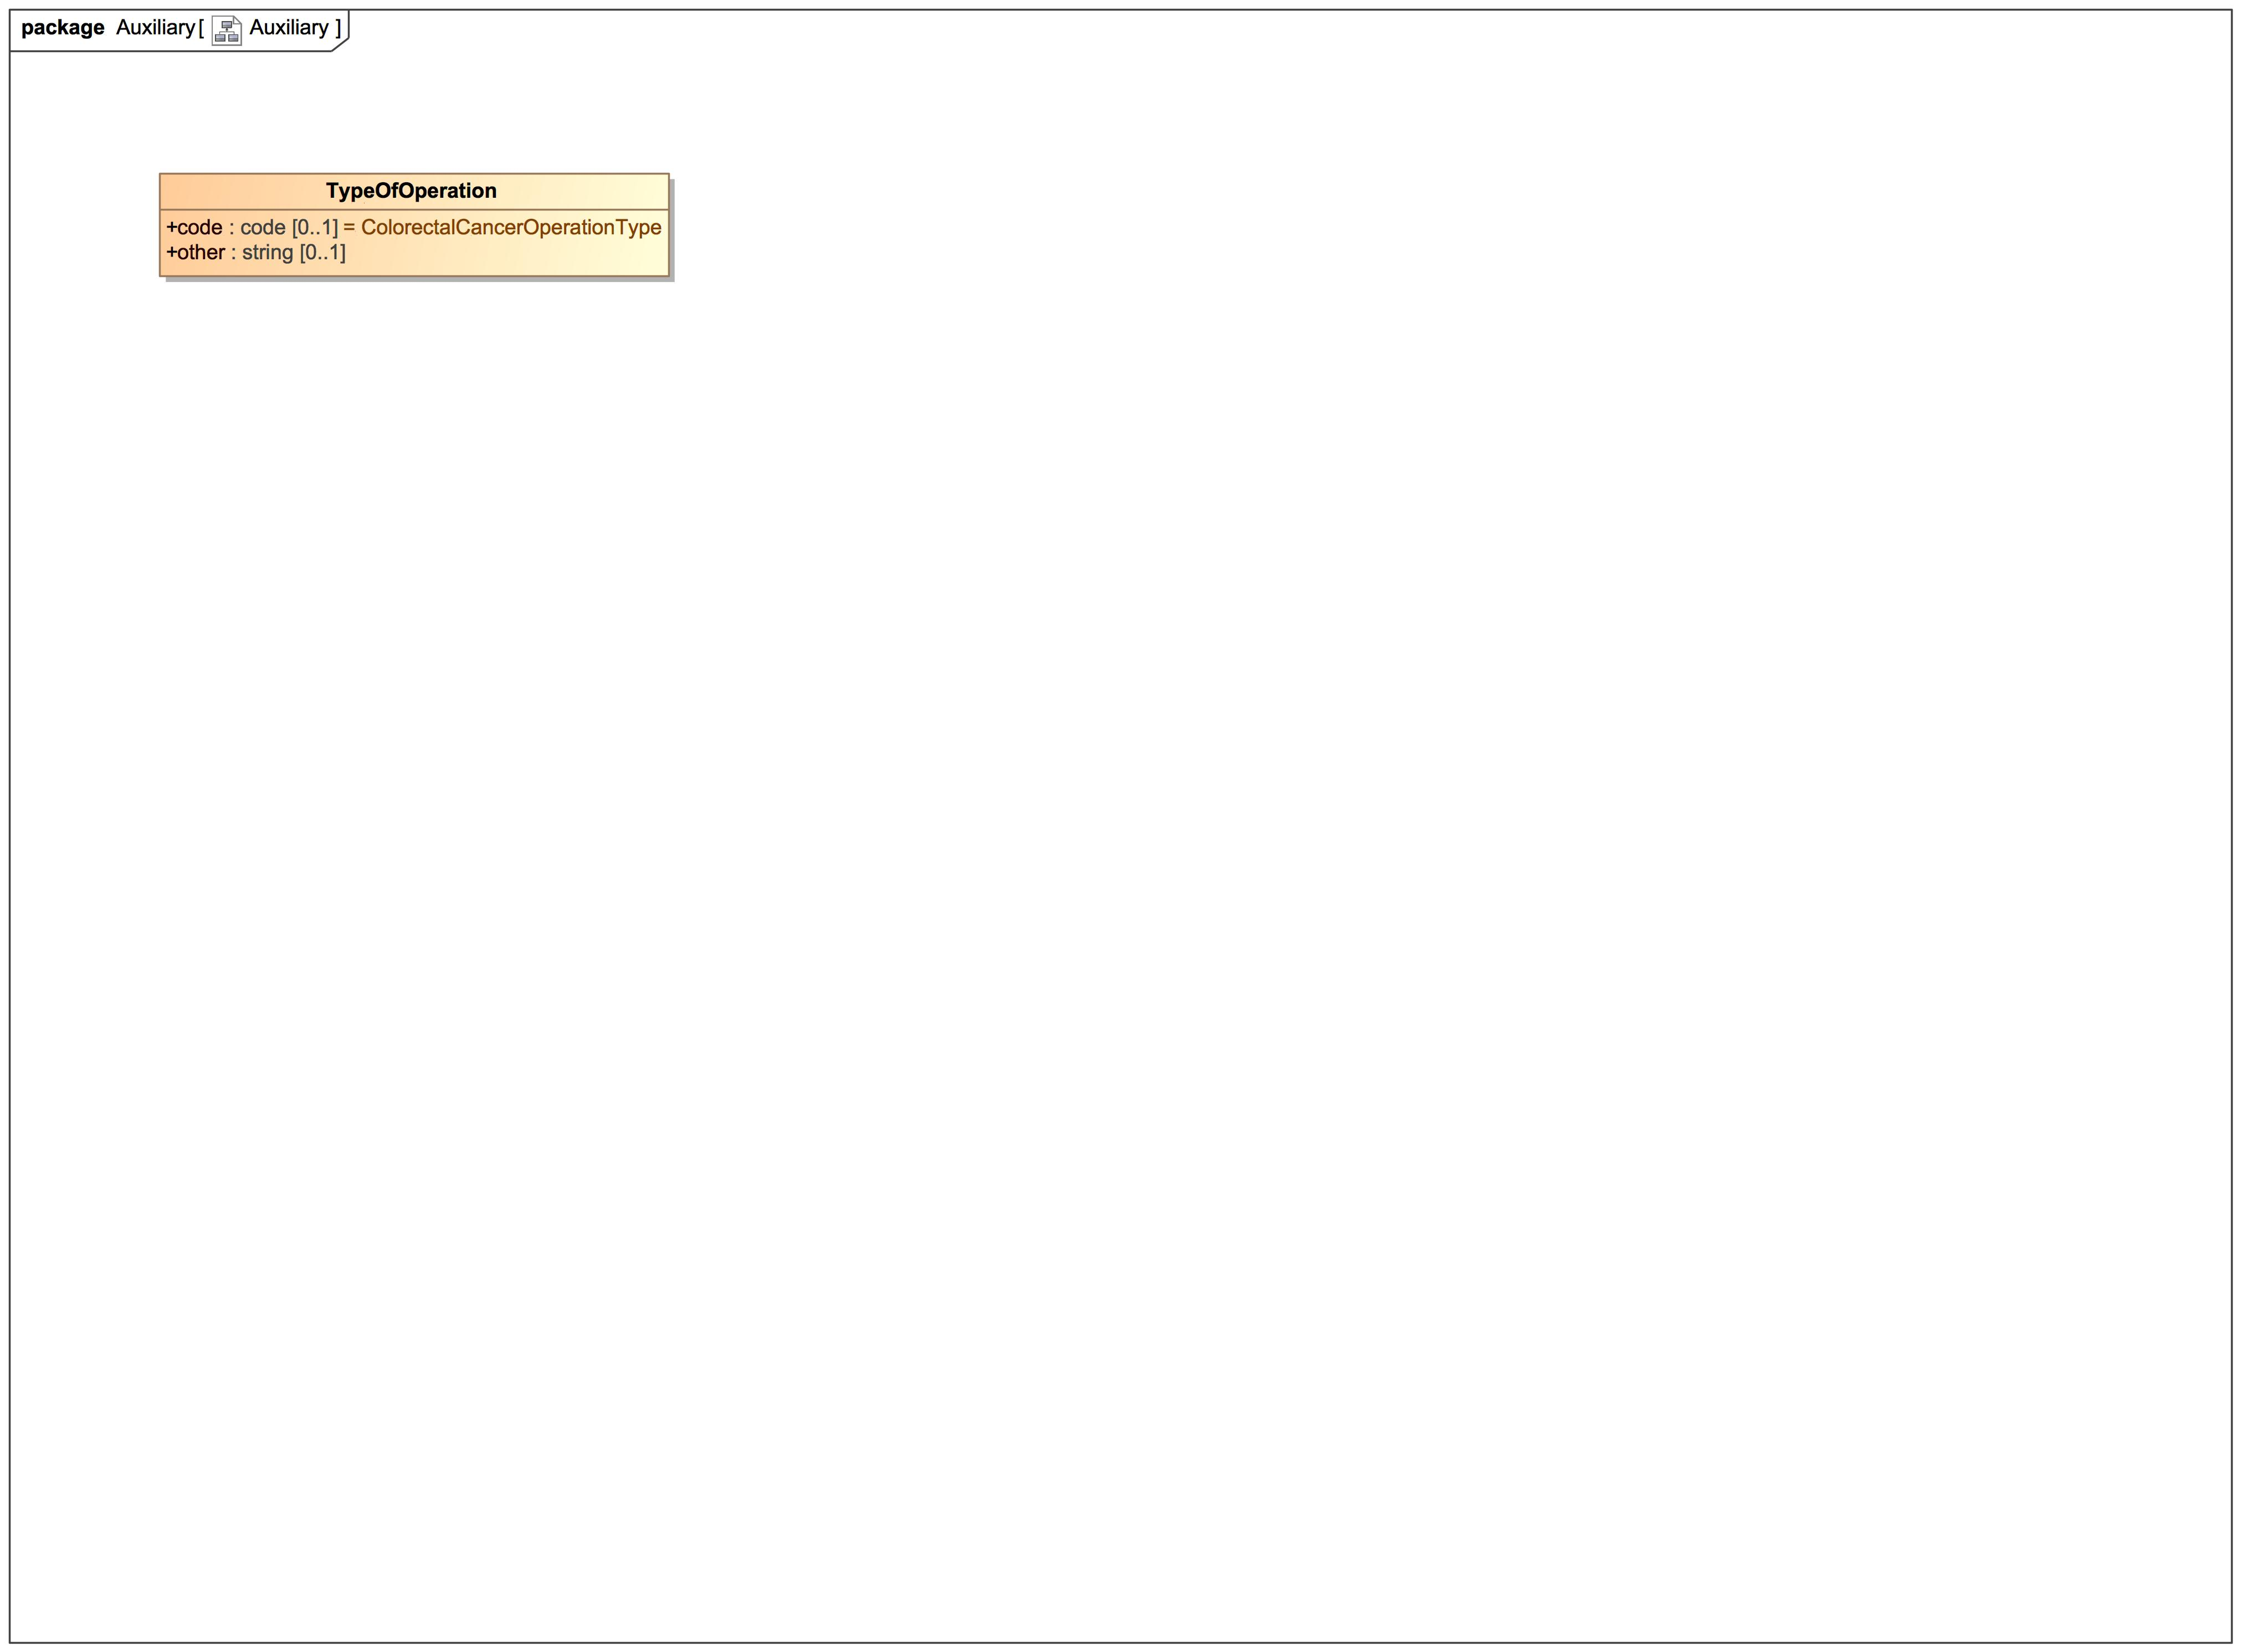 package Auxiliary[ Auxiliary ]
TypeOfOperation
+code : code [0..1] = ColorectalCancerOperationType
+other : string [0..1]